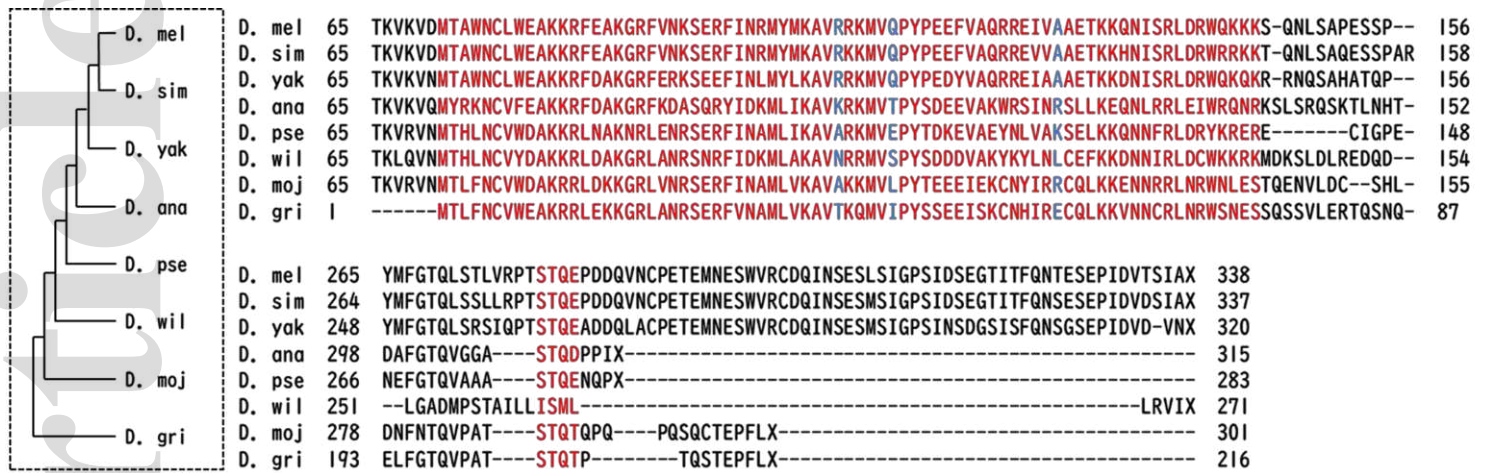 D. mel
D. sim
D. yak
D. ana
D. pse
D. wil
D. moj
D. gri
D. mel 65 TKVKVDMTAWNCLWEAKKRFEAKGRFVNKSERFINRMYMKAVRRKMVQPYPEEFVAQRREIVAAETKKQNISRLDRWQKKKS-QNLSAPESSP-- 156
D. sim 65 TKVKVDMTAWNCLWEAKKRFEAKGRFVNKSERFINRMYMKAVRKKMVQPYPEEFVAQRREIVAAETKKHNISRLDRWRKKT-QNLSAQESSPAR 158
D. yak 65 TKVKVNMTAWNCLWEAKKRFDAKGRFERKSEEFINLMYLKAVRRKMVQPYPEDYVAQRREIAAAETKKDNISRLDRWQKQKR-RNQSAHATQP-- 156
D. ana 65 TKVKVQMYRKNCVFEAKKRFDAKGRFKDASQRYIDKMLIKAVKRKMVTPYSDEEVAKWRSINRSLLKEQNLRRLEIWRQNRKSLSRQSKTLNHT- 152
D. pse 65 TKVRVNMTHLNCVWDAKKRLNAKNRLENRSERFINAMLIKAVARKMVEPYTDKEVAEYNLVAKSELKKQNNFRLDRYKRERE-------CIGPE- 148
D. wil 65 TKLQVNMTHLNCVYDAKKRLDAKGRLANRSNRFIDKMLAKAVNRRMVSPYSDDDVAKYKYLNLCEFKKDNNIRLDCWKKRKMDKSLDLREDQD-- 154
D. moj 65 TKVRVNMTLFNCVWDAKRRLDKKGRLVNRSERFINAMLVKAVAKKMVLPYTEEEIEKCNYIRRCQLKKENNRRLNRWNLESTQENVLDC--SHL- 155
D. gri 1 ------MTLFNCVWEAKRRLEKKGRLANRSERFVNAMLVKAVTKQMVIPYSSEEISKCNHIRECQLKKVNNCRLNRWSNESSQSSVLERTQSNQ- 87
D. mel 265 YMFGTQLSTLVRPTSTQEPDDQVNCPETEMNESWVRCDQINSESLSIGPSIDSEGTITFQNTESEPIDVTSIAX 338
D. sim 264 YMFGTQLSSLLRPTSTQEPDDQVNCPETEMNESWVRCDQINSESMSIGPSIDSEGTITFQNSESEPIDVDSIAX 337
D. yak 248 YMFGTQLSRSIQPTSTQEADDQLACPETEMNESWVRCDQINSESMSIGPSINSDGSISFQNSGSEPIDVD-VNX 320
D. ana 298 DAFGTQVGGA----STQDPPIX---------------------------------------------------- 315
D. pse 266 NEFGTQVAAA----STQENQPX---------------------------------------------------- 283
D. wil 251 --LGADMPSTAILLISML---------------------------------------------------LRVIX 271
D. moj 278 DNFNTQVPAT----STQTQPQ----PQSQCTEPFLX-------------------------------------- 301
D. gri 193 ELFGTQVPAT----STQTP--------TQSTEPFLX-------------------------------------- 216